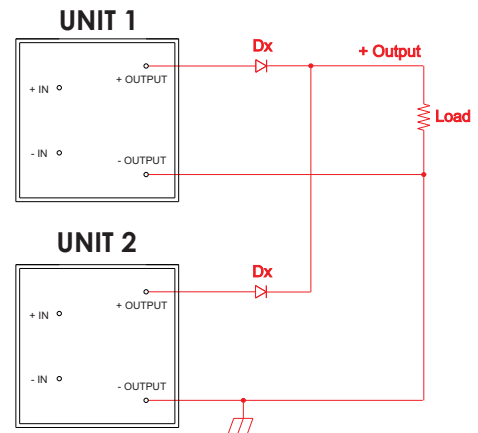 UNIT 1
Dx
+ Output
+ OUTPUT
+ IN
Load
- IN
- OUTPUT
UNIT 2
Dx
+ OUTPUT
+ IN
- IN
- OUTPUT